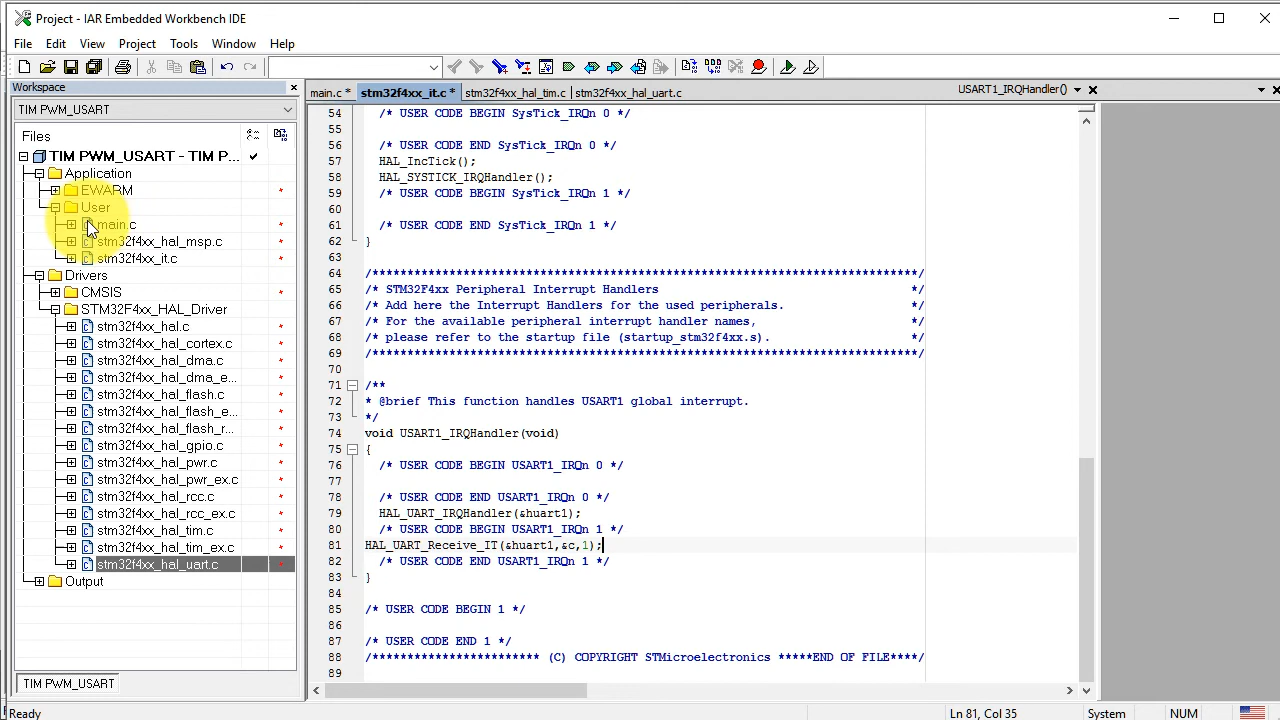 Project - IAR Embedded Workbench IDE
File Edit View Project Tools Window Help
Workspace
TIM PWM_USART
Files
TIM PWM_USART - TIM P...
Application
EWARM
User
main.c
stm32f4xx_hal_msp.c
stm32f4xx_it.c
Drivers
CMSIS
STM32F4xx_HAL_Driver
stm32f4xx_hal.c
stm32f4xx_hal_cortex.c
stm32f4xx_hal_dma.c
stm32f4xx_hal_dma_e...
stm32f4xx_hal_flash.c
stm32f4xx_hal_flash_e...
stm32f4xx_hal_flash_r...
stm32f4xx_hal_gpio.c
stm32f4xx_hal_pwr.c
stm32f4xx_hal_pwr_ex.c
stm32f4xx_hal_rcc.c
stm32f4xx_hal_rcc_ex.c
stm32f4xx_hal_tim.c
stm32f4xx_hal_tim_ex.c
stm32f4xx_hal_uart.c
Output
TIM PWM_USART
main.c * stm32f4xx_it.c * stm32f4xx_hal_tim.c | stm32f4xx_hal_uart.c USART1_IRQHandler()
54 /* USER CODE BEGIN SysTick_IRQn 0 */
55
56 /* USER CODE END SysTick_IRQn 0 */
57 HAL_IncTick();
58 HAL_SYSTICK_IRQHandler();
59 /* USER CODE BEGIN SysTick_IRQn 1 */
60
61 /* USER CODE END SysTick_IRQn 1 */
62 }
63
64 /******************************************************************************/
65 /* STM32F4xx Peripheral Interrupt Handlers */
66 /* Add here the Interrupt Handlers for the used peripherals. */
67 /* For the available peripheral interrupt handler names, */
68 /* please refer to the startup file (startup_stm32f4xx.s). */
69 /******************************************************************************/
70
71 /**
72 * @brief This function handles USART1 global interrupt.
73 */
74 void USART1_IRQHandler(void)
75 {
76 /* USER CODE BEGIN USART1_IRQn 0 */
77
78 /* USER CODE END USART1_IRQn 0 */
79 HAL_UART_IRQHandler(&huart1);
80 /* USER CODE BEGIN USART1_IRQn 1 */
81 HAL_UART_Receive_IT(&huart1,&c,1);
82 /* USER CODE END USART1_IRQn 1 */
83 }
84
85 /* USER CODE BEGIN 1 */
86
87 /* USER CODE END 1 */
88 /************************ (C) COPYRIGHT STMicroelectronics *****END OF FILE****/
89
Ready Ln 81, Col 35 System NUM